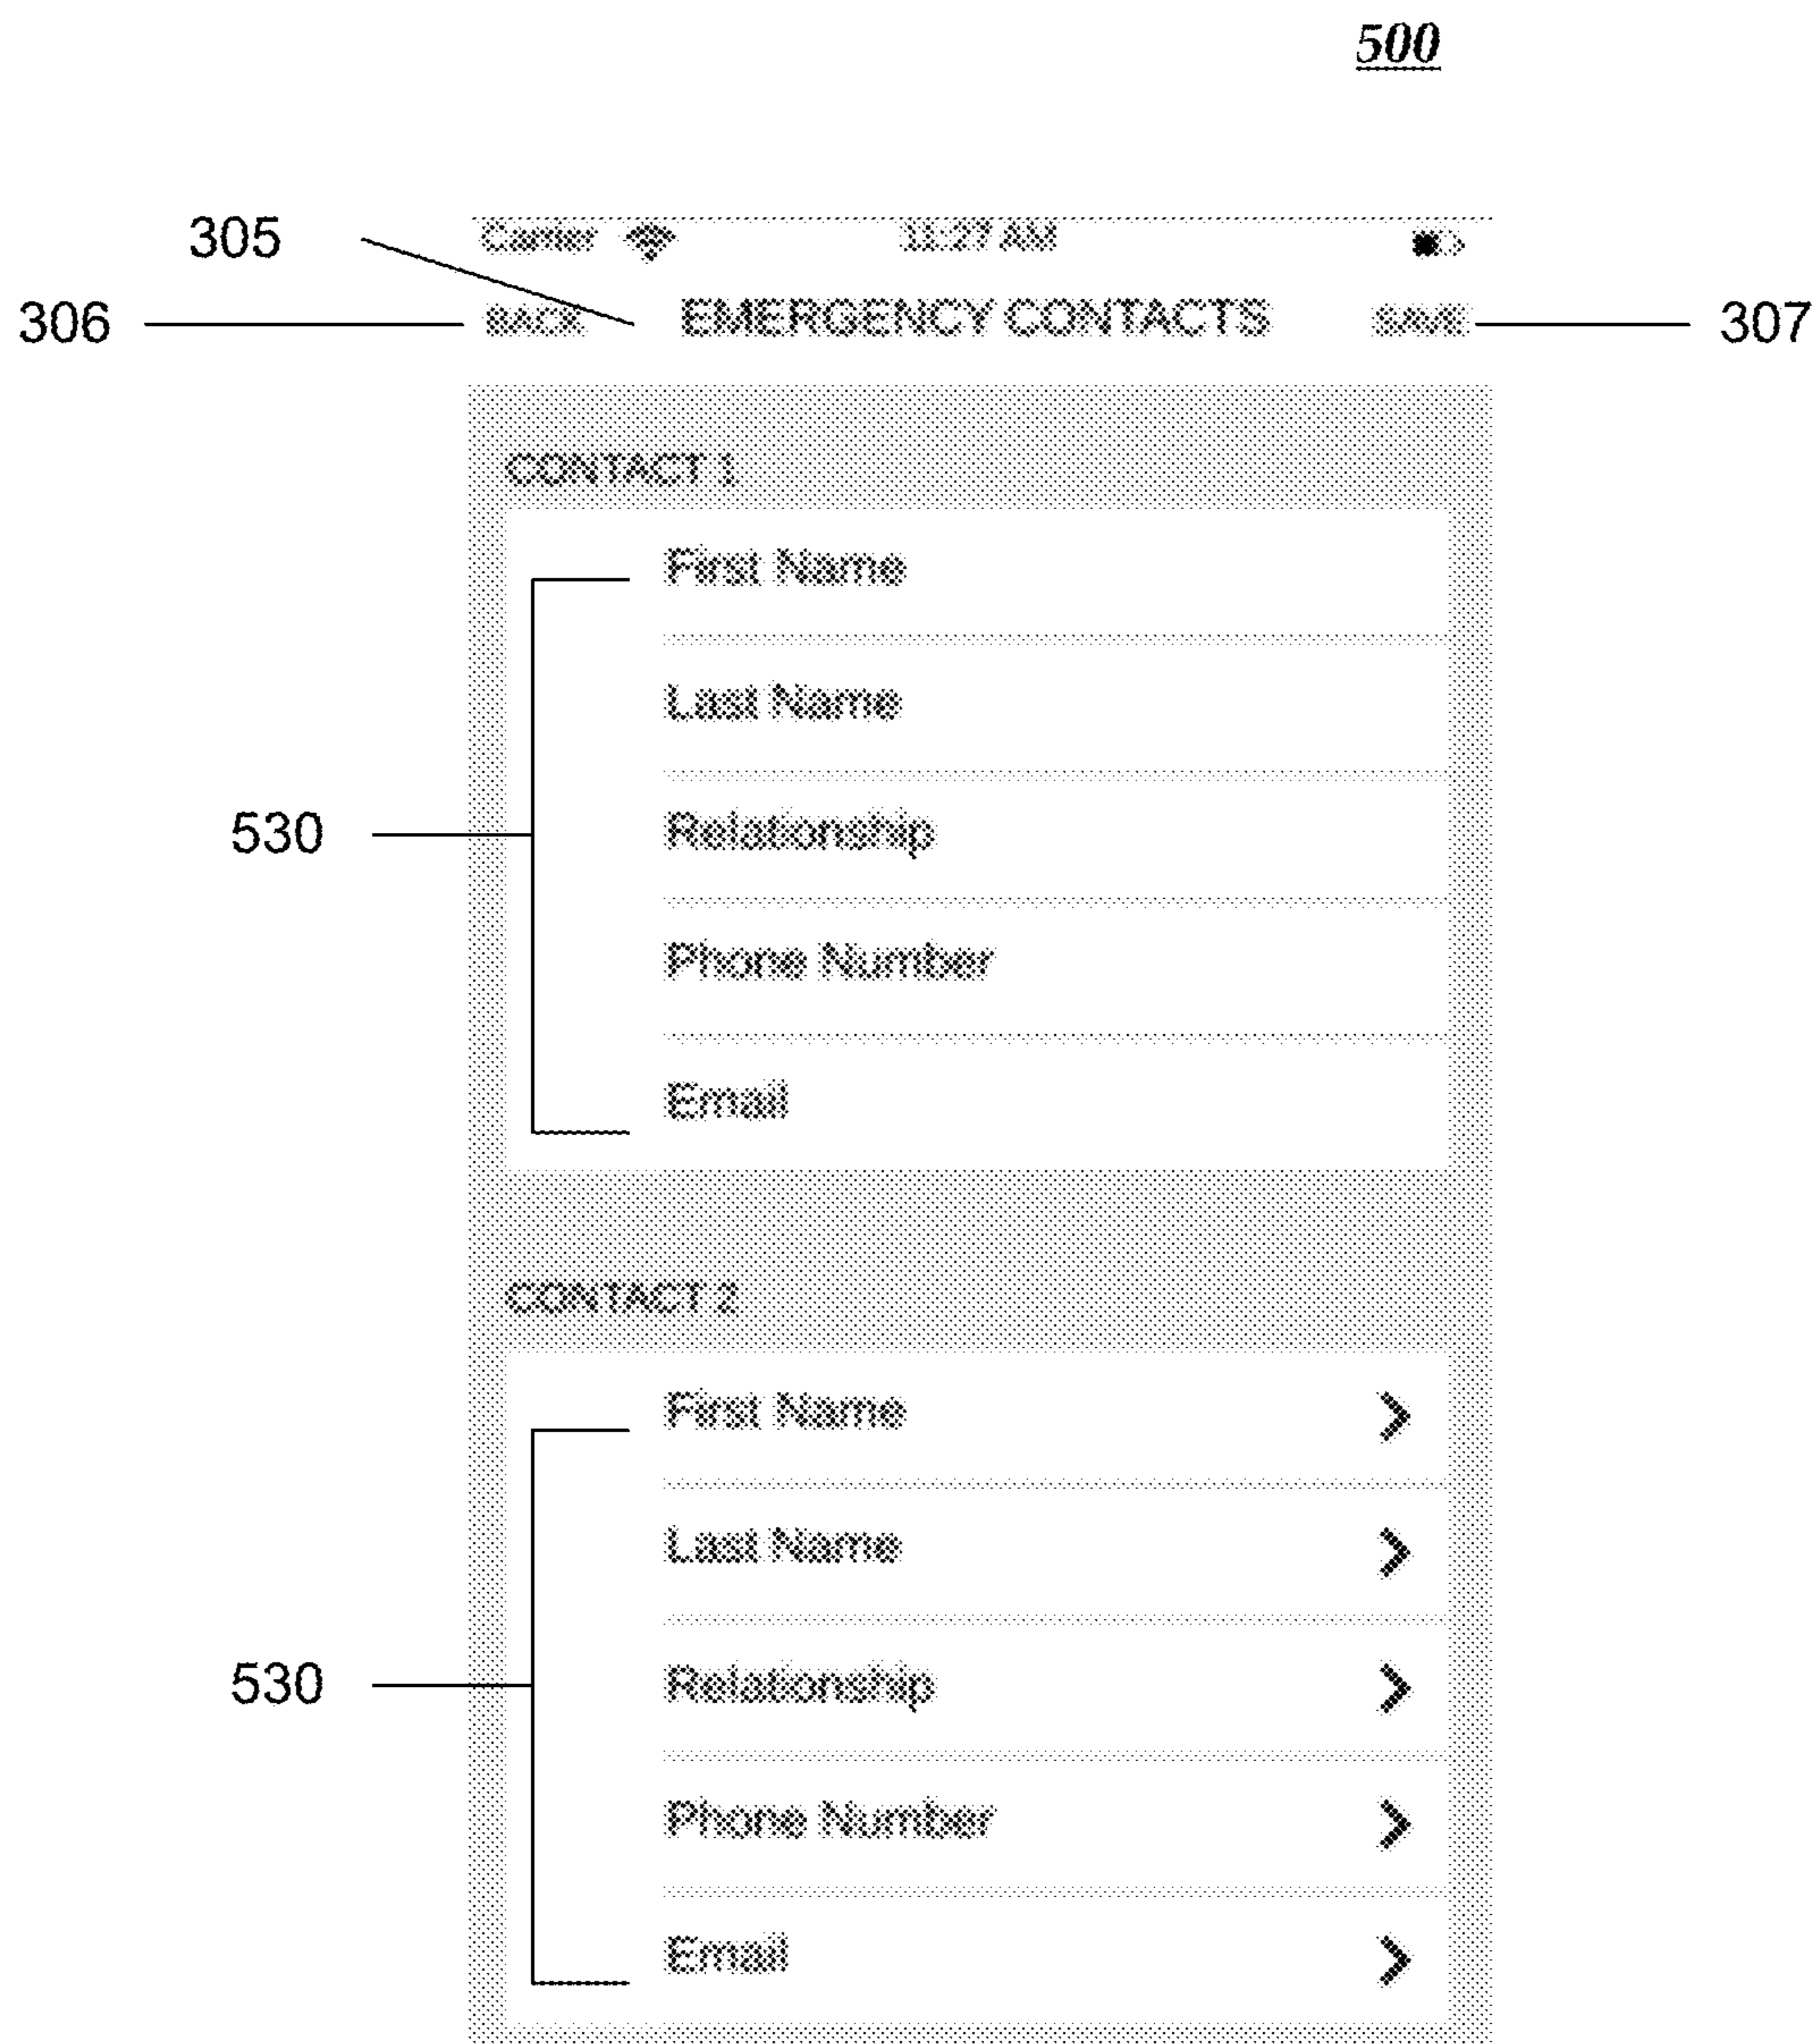 500
305 Carrier 11:27 AM
306 BACK EMERGENCY CONTACTS SAVE 307
CONTACT 1
First Name
Last Name
530 Relationship
Phone Number
Email
CONTACT 2
First Name
Last Name
530 Relationship
Phone Number
Email